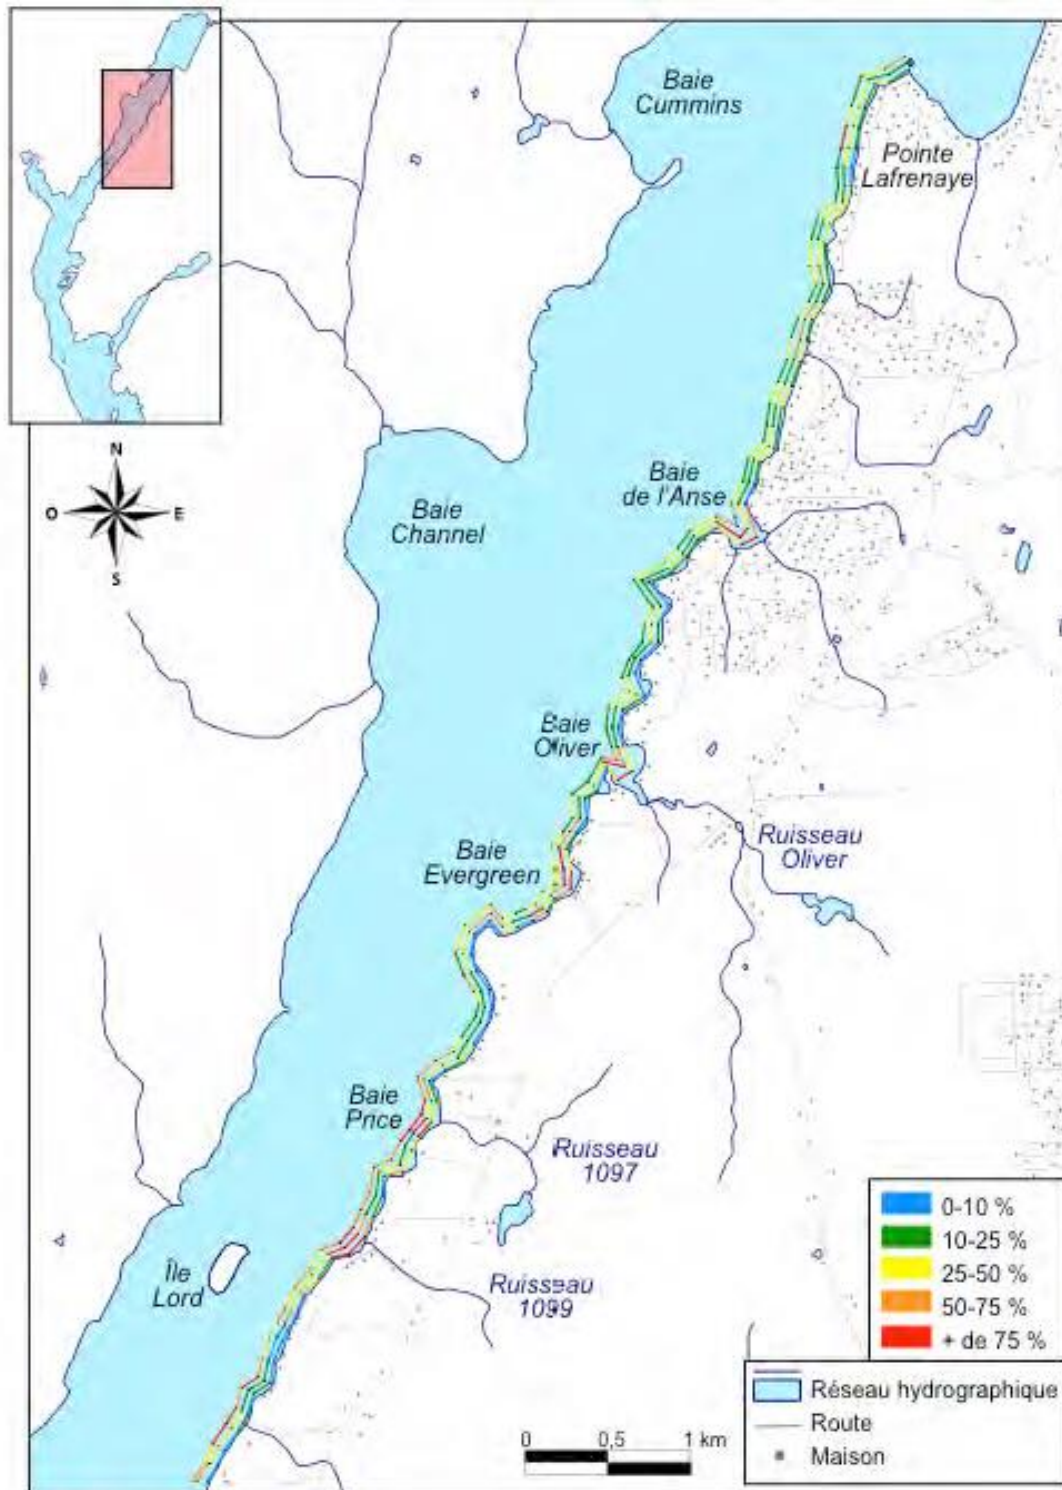 Baie
Cummins
Pointe
Lafrenaye
N
O
E
S
Baie
de l'Anse
Baie
Channel
Baie
Oliver
Ruisseau
Oliver
Baie
Evergreen
Baie
Price
Ruisseau
1097
Île
Lord
Ruisseau
1099
0-10 %
10-25 %
25-50 %
50-75 %
+ de 75 %
Réseau hydrographique
Route
Maison
0 0,5 1 km